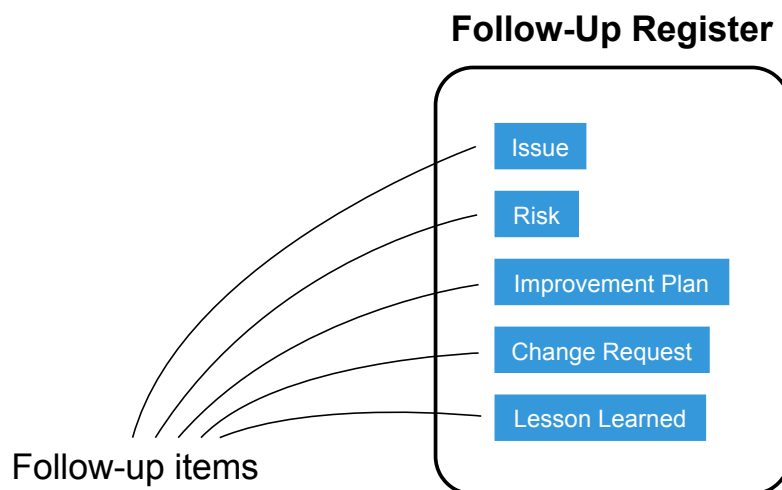 Follow-Up Register
Issue
Risk
Improvement Plan
Change Request
Lesson Learned
Follow-up items